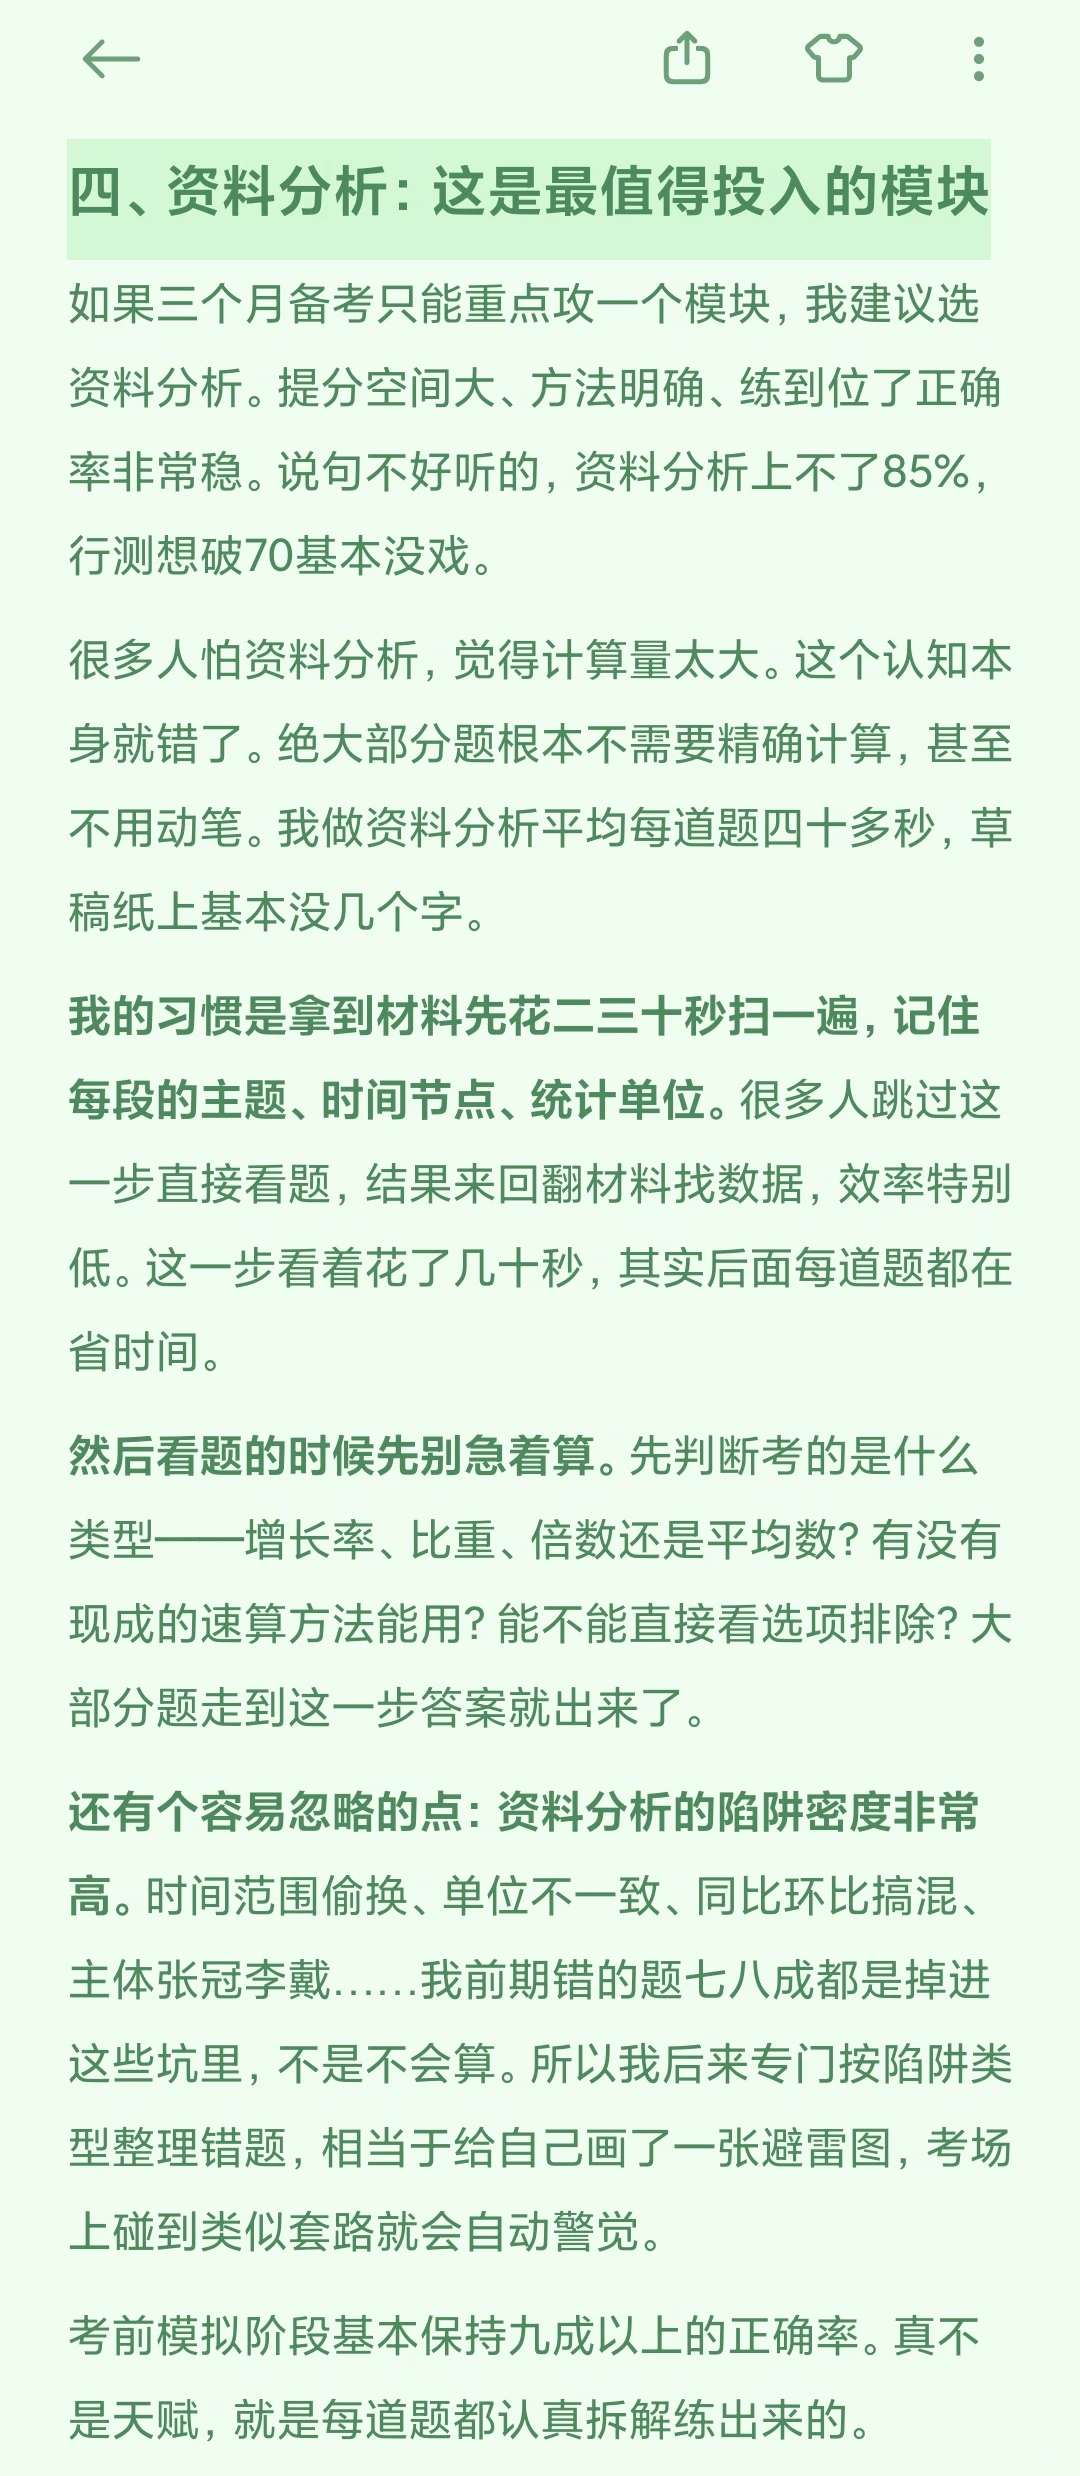 四、资料分析：这是最值得投入的模块
如果三个月备考只能重点攻一个模块，我建议选
资料分析。提分空间大、方法明确、练到位了正确
率非常稳。说句不好听的，资料分析上不了85%，
行测想破70基本没戏。
很多人怕资料分析，觉得计算量太大。这个认知本
身就错了。绝大部分题根本不需要精确计算，甚至
不用动笔。我做资料分析平均每道题四十多秒，草
稿纸上基本没几个字。
我的习惯是拿到材料先花二三十秒扫一遍，记住
每段的主题、时间节点、统计单位。很多人跳过这
一步直接看题，结果来回翻材料找数据，效率特别
低。这一步看着花了几十秒，其实后面每道题都在
省时间。
然后看题的时候先别急着算。先判断考的是什么
类型——增长率、比重、倍数还是平均数？有没有
现成的速算方法能用？能不能直接看选项排除？大
部分题走到这一步答案就出来了。
还有个容易忽略的点：资料分析的陷阱密度非常
高。时间范围偷换、单位不一致、同比环比搞混、
主体张冠李戴……我前期错的题七八成都是掉进
这些坑里，不是不会算。所以我后来专门按陷阱类
型整理错题，相当于给自己画了一张避雷图，考场
上碰到类似套路就会自动警觉。
考前模拟阶段基本保持九成以上的正确率。真不
是天赋，就是每道题都认真拆解练出来的。